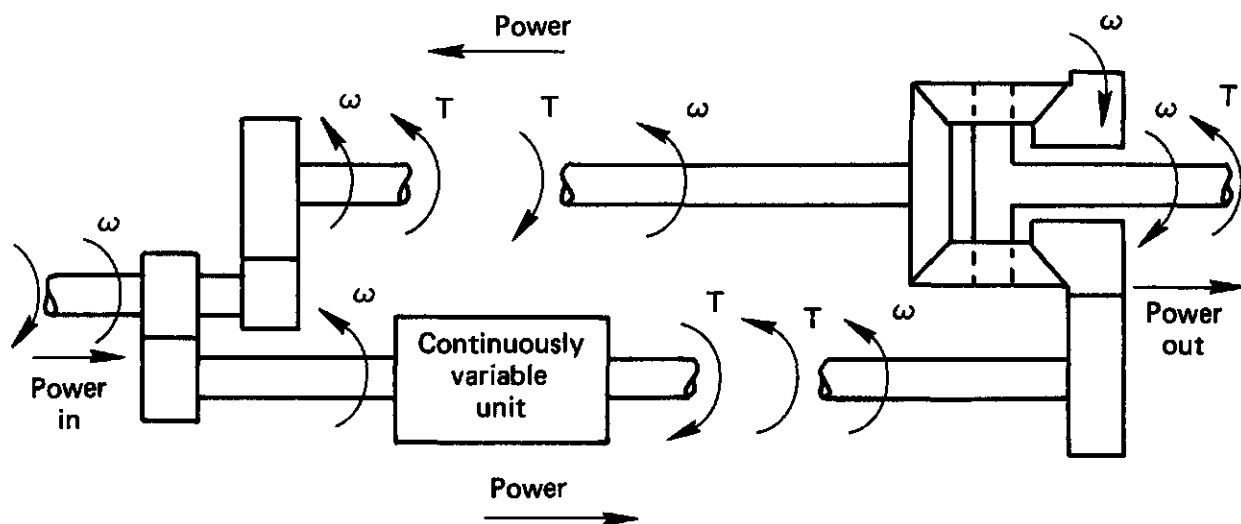 Power
ω
ω
T
T
ω
ω
T
ω
ω
T
T
ω
Continuously
variable
unit
Power
in
Power
out
Power